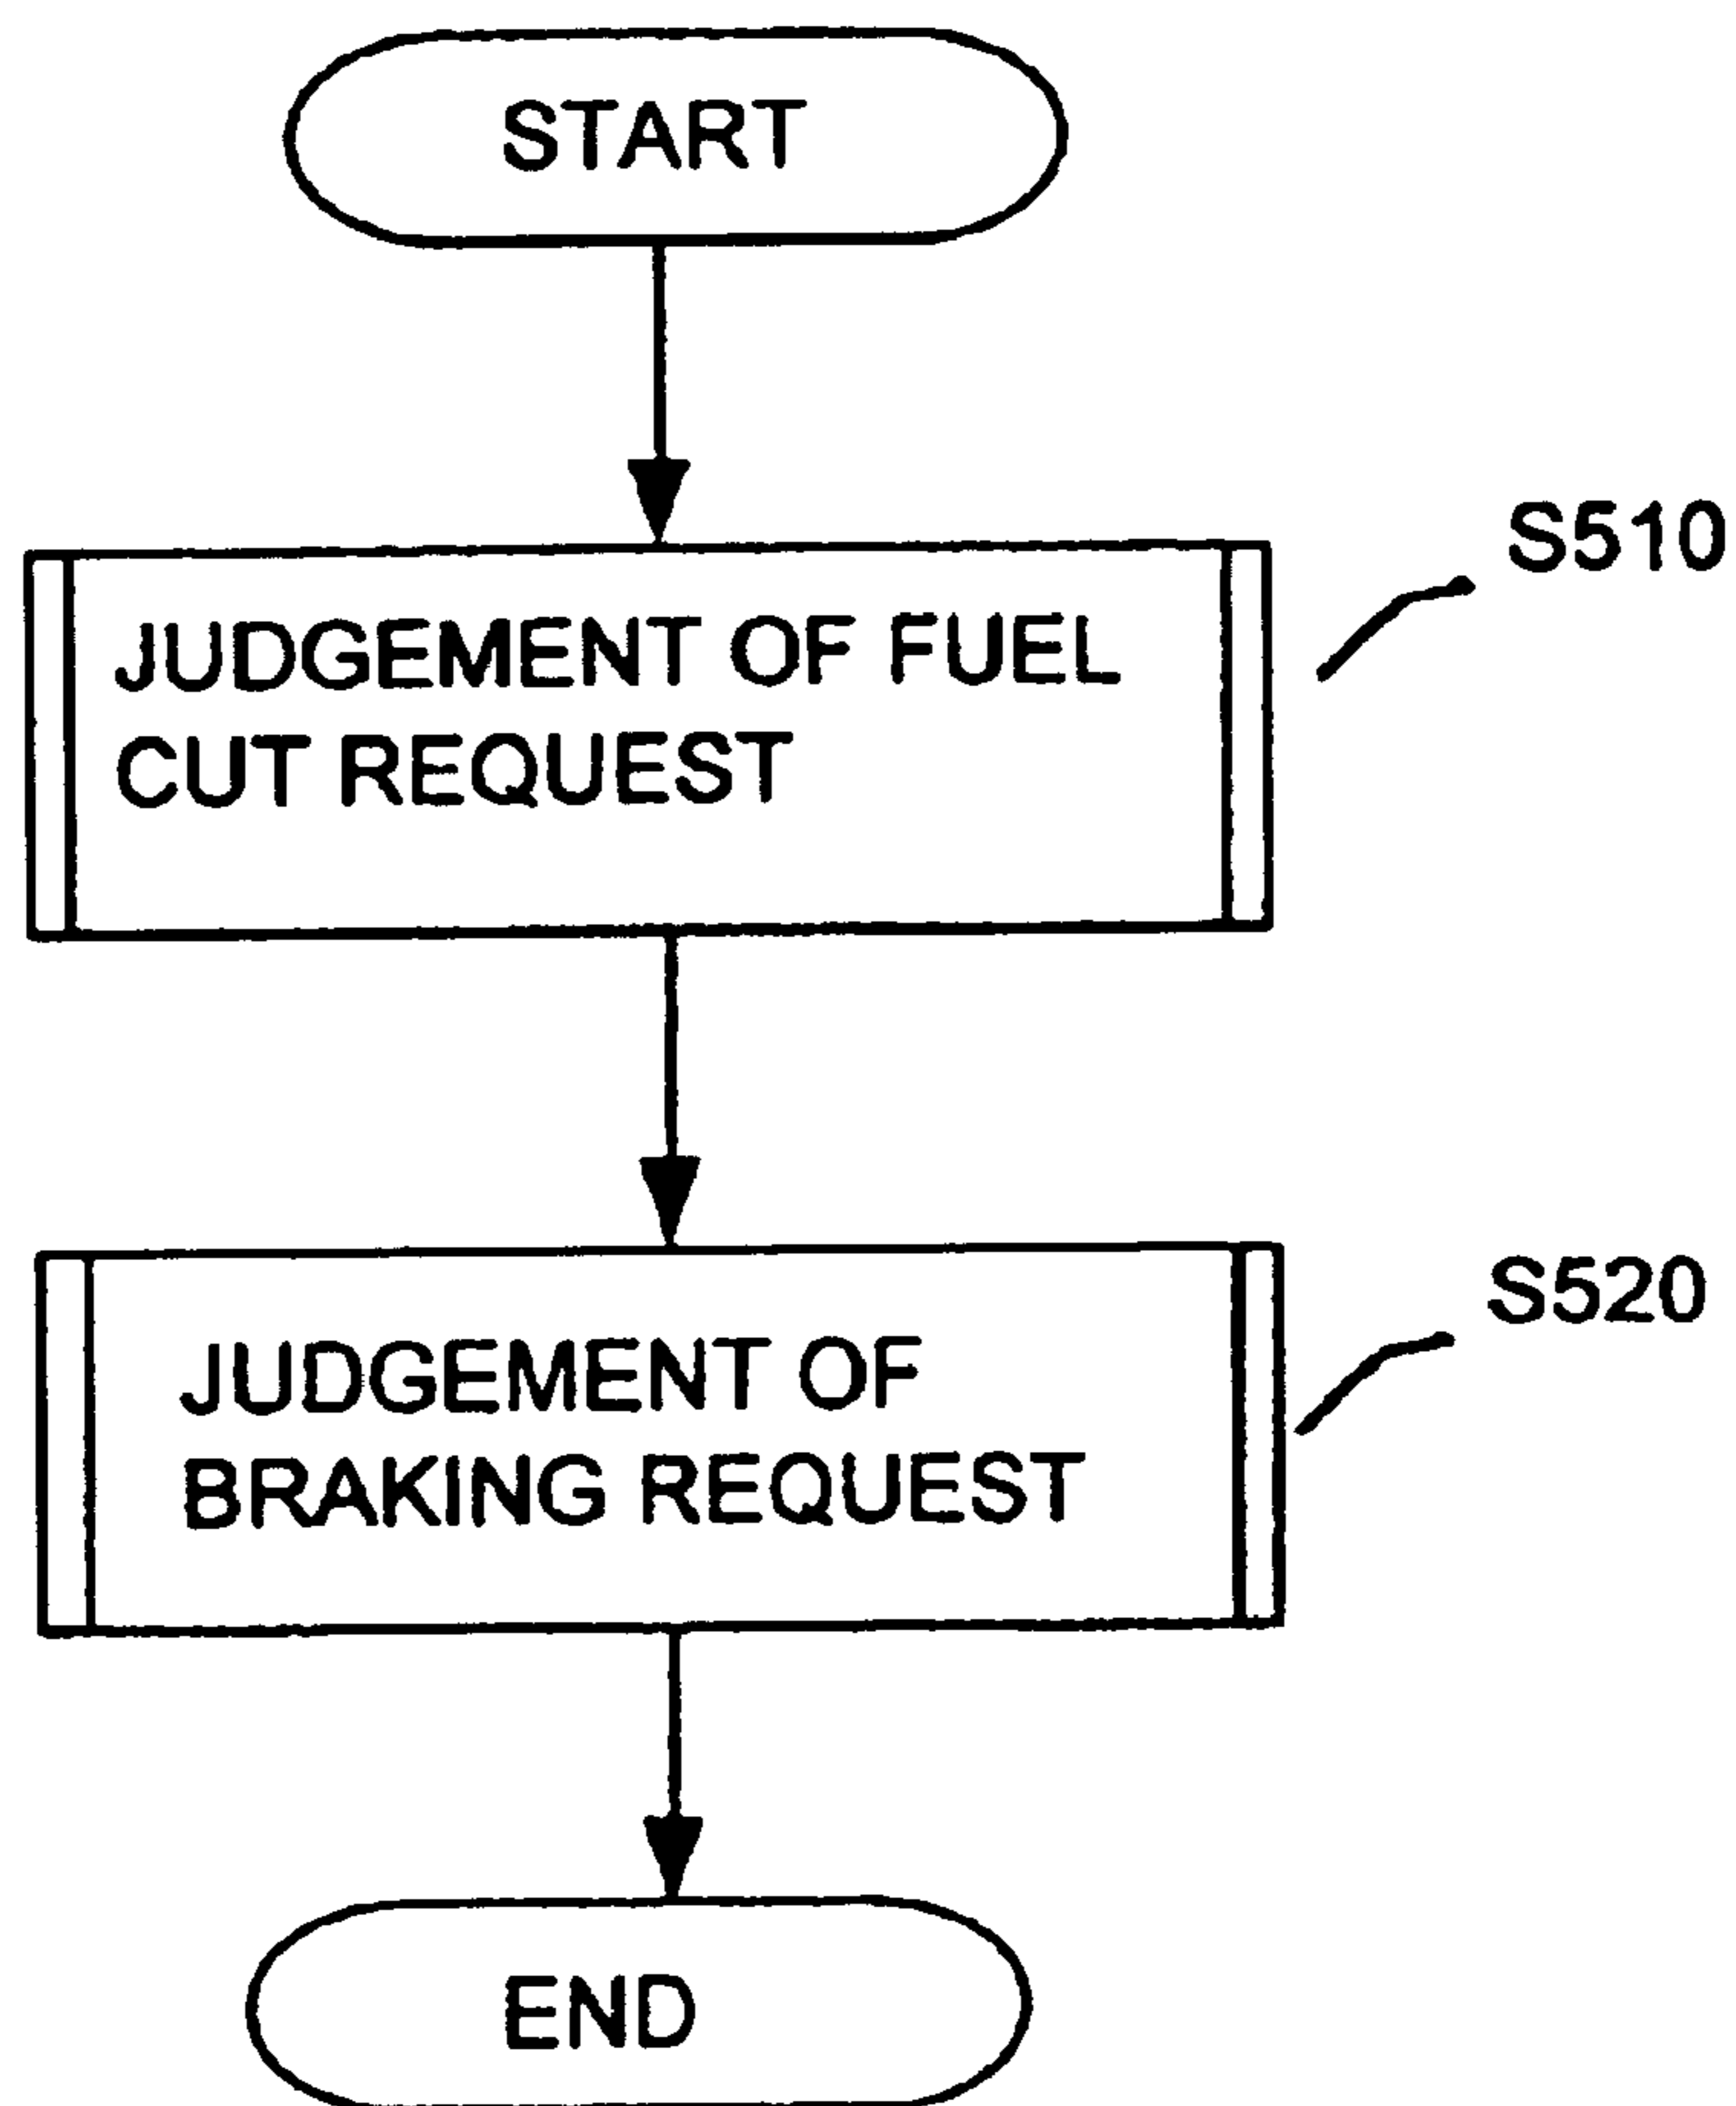 START
S510
JUDGEMENT OF FUEL
CUT REQUEST
S520
JUDGEMENT OF
BRAKING REQUEST
END